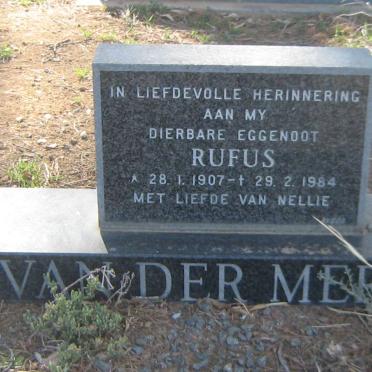 IN LIEFDEVOLLE HERINNERING
AAN MY
DIERBARE EGGENOOT
RUFUS
* 28.1.1907 - † 29.2.1984
MET LIEFDE VAN NELLIE
VAN DER MER